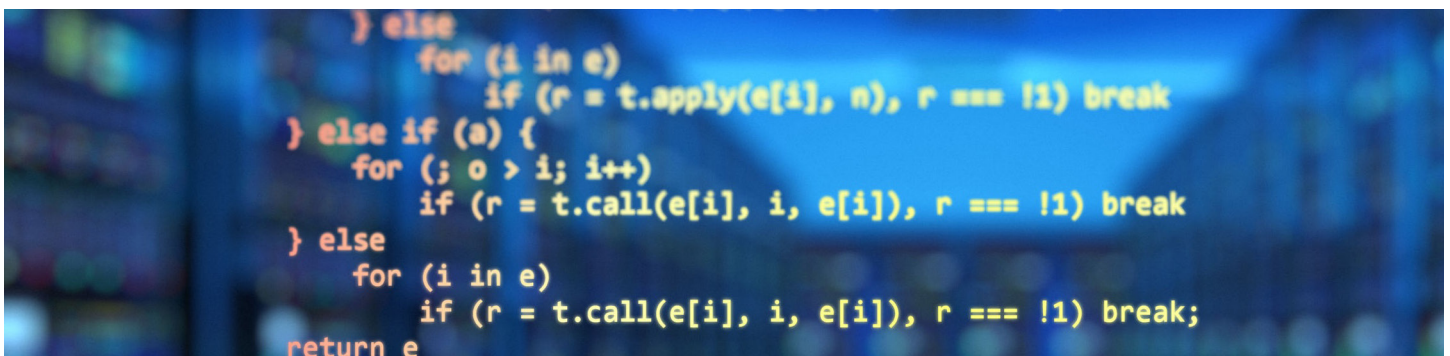 } else
for (i in e)
if (r = t.apply(e[i], n), r === !1) break
} else if (a) {
for (; o > i; i++)
if (r = t.call(e[i], i, e[i]), r === !1) break
} else
for (i in e)
if (r = t.call(e[i], i, e[i]), r === !1) break;
return e